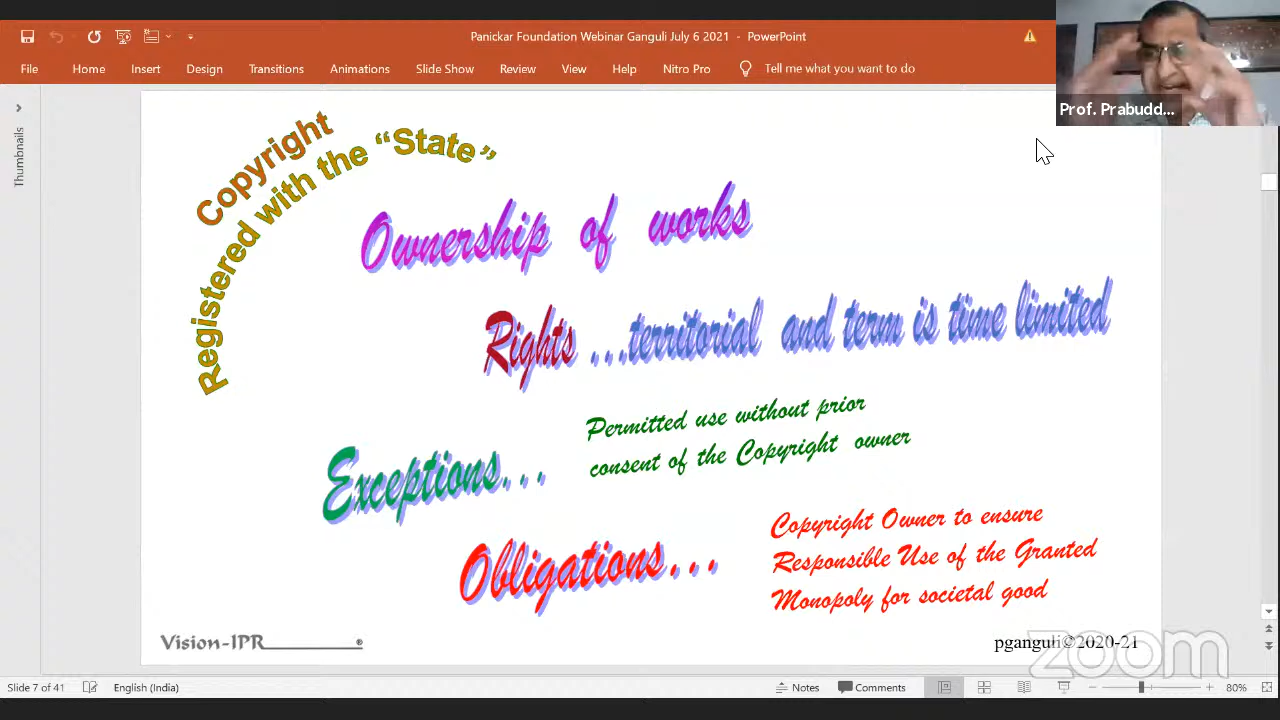 Panickar Foundation Webinar Ganguli July 6 2021 - PowerPoint
File Home Insert Design Transitions Animations Slide Show Review View Help Nitro Pro Tell me what you want to do
Prof. Prabudd...
Thumbnails
Copyright
Registered with the “State”
Ownership of works
Rights ...territorial and term is time limited
Permitted use without prior
consent of the Copyright owner
Exceptions...
Copyright Owner to ensure
Responsible Use of the Granted
Monopoly for societal good
Obligations...
Vision-IPR ®
pganguli©2020-21
zoom
Slide 7 of 41 English (India) Notes Comments 80%